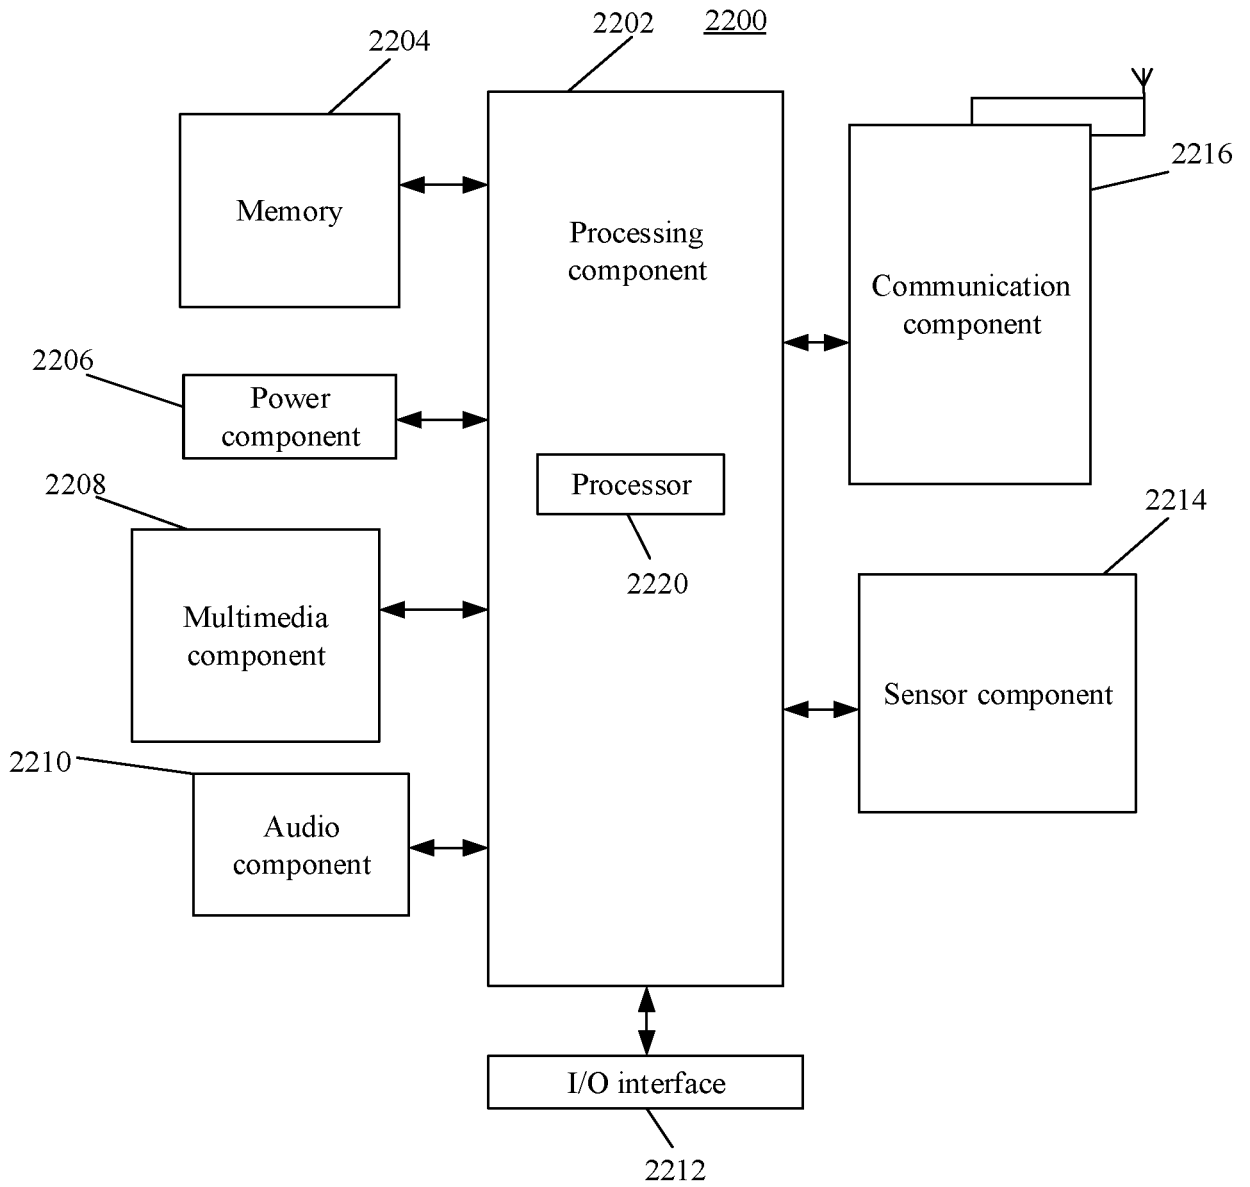 2202
2200
2204
2216
Memory
Processing
component
Communication
component
2206
Power
component
2208
Processor
2214
2220
Multimedia
component
Sensor component
2210
Audio
component
I/O interface
2212